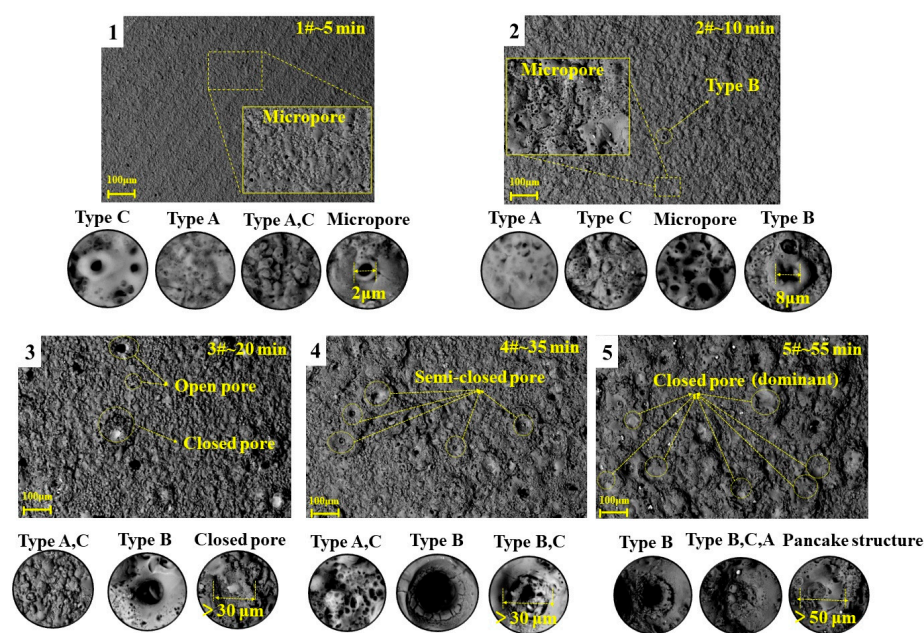 1
1#~5 min
Micropore
100μm
2
2#~10 min
Micropore
Type B
100μm
Type C
Type A
Type A,C
Micropore
2μm
Type A
Type C
Micropore
Type B
8μm
3
3#~20 min
Open pore
Closed pore
100μm
4
4#~35 min
Semi-closed pore
100μm
5
5#~55 min
Closed pore (dominant)
100μm
Type A,C
Type B
Closed pore
> 30 μm
Type A,C
Type B
Type B,C
> 30 μm
Type B
Type B,C,A
Pancake structure
> 50 μm